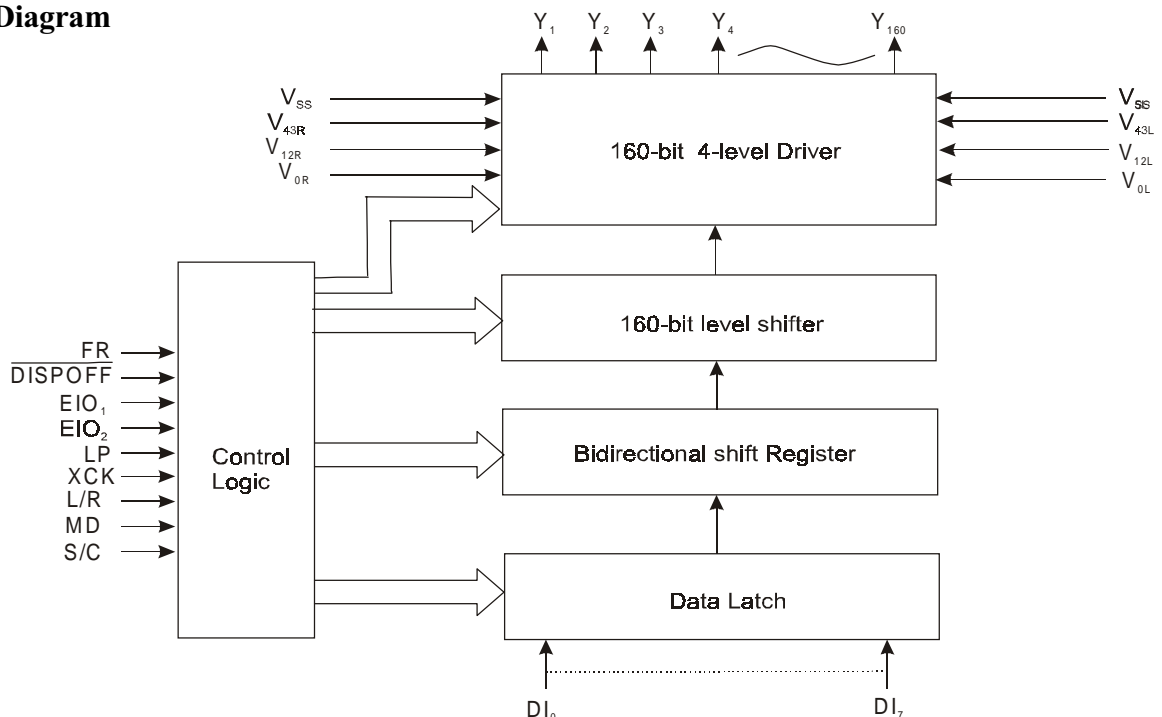 Diagram
Y1 Y2 Y3 Y4 Y160
VSS
V43R
V12R
V0R
160-bit 4-level Driver
V43L
V12L
V0L
160-bit level shifter
FR
DISPOFF
EIO1
EIO2
LP
XCK
L/R
MD
S/C
Control
Logic
Bidirectional shift Register
Data Latch
DI0 DI7